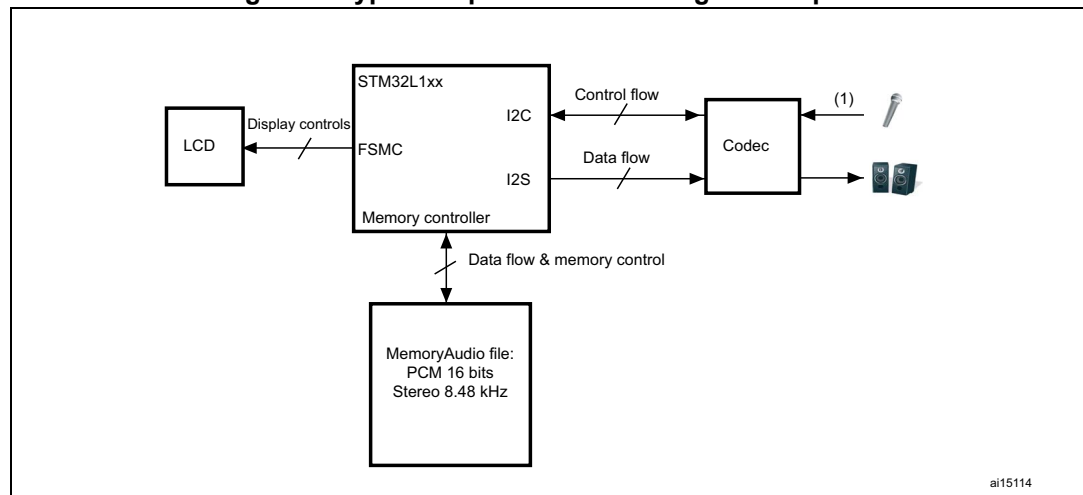 STM32L1xx
I2C
Control flow
(1)
LCD
Display controls
FSMC
Codec
Data flow
I2S
Memory controller
Data flow & memory control
MemoryAudio file:
PCM 16 bits
Stereo 8.48 kHz
ai15114